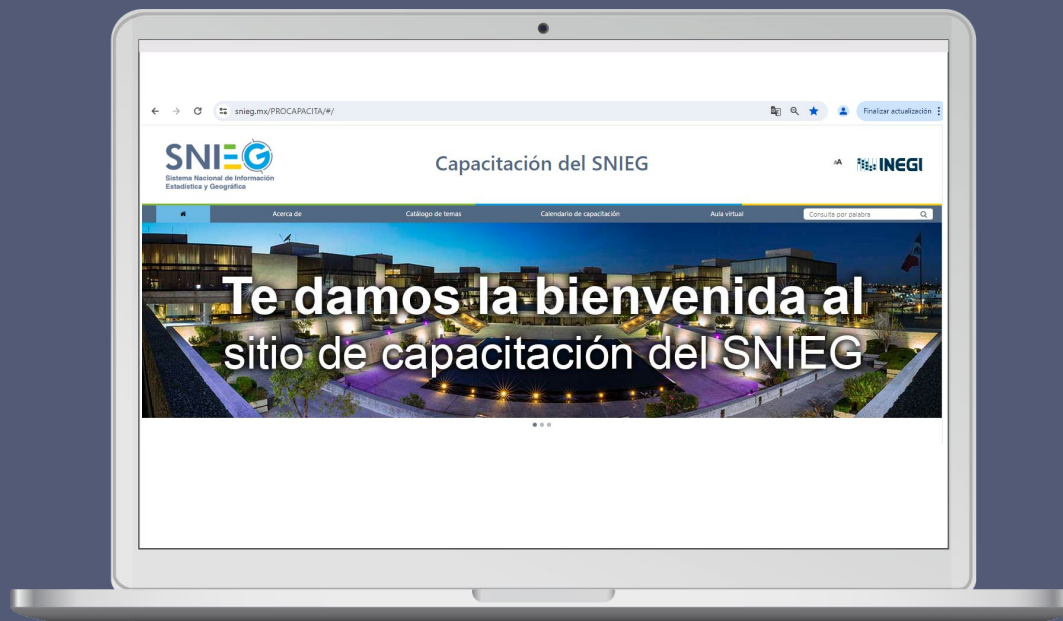 snieg.mx/PROCAPACITA/#/
Finalizar actualización
SNIEG
Sistema Nacional de Información
Estadística y Geográfica
Capacitación del SNIEG
AA
INEGI
Acerca de
Catálogo de temas
Calendario de capacitación
Aula virtual
Consulta por palabra
Te damos la bienvenida al
sitio de capacitación del SNIEG